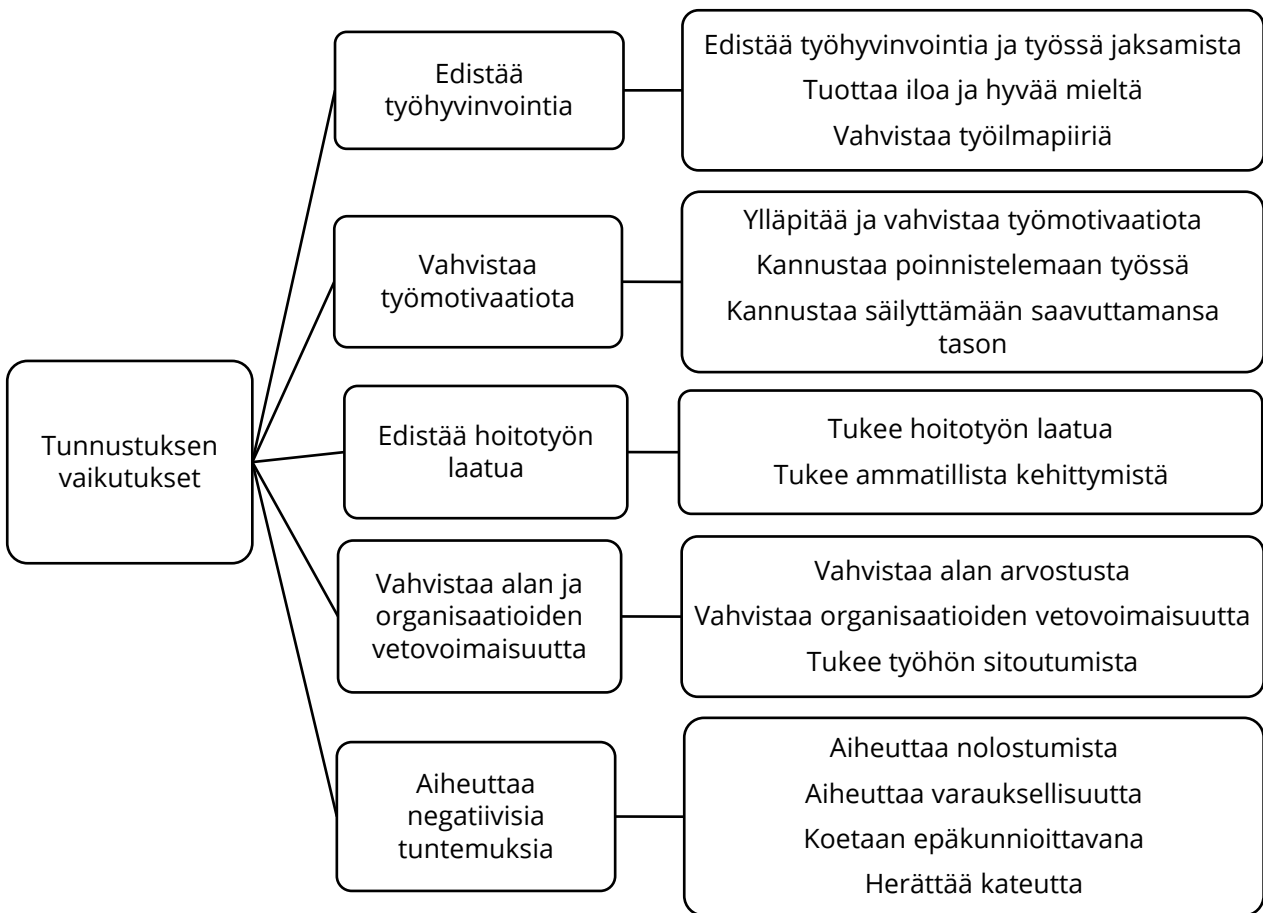 Tunnustuksen
vaikutukset
Edistää
työhyvinvointia
Edistää työhyvinvointia ja työssä jaksamista
Tuottaa iloa ja hyvää mieltä
Vahvistaa työilmapiiriä
Vahvistaa
työmotivaatiota
Ylläpitää ja vahvistaa työmotivaatiota
Kannustaa poinnistelemaan työssä
Kannustaa säilyttämään saavuttamansa
tason
Edistää hoitotyön
laatua
Tukee hoitotyön laatua
Tukee ammatillista kehittymistä
Vahvistaa alan ja
organisaatioiden
vetovoimaisuutta
Vahvistaa alan arvostusta
Vahvistaa organisaatioiden vetovoimaisuutta
Tukee työhön sitoutumista
Aiheuttaa
negatiivisia
tuntemuksia
Aiheuttaa nolostumista
Aiheuttaa varauksellisuutta
Koetaan epäkunnioittavana
Herättää kateutta